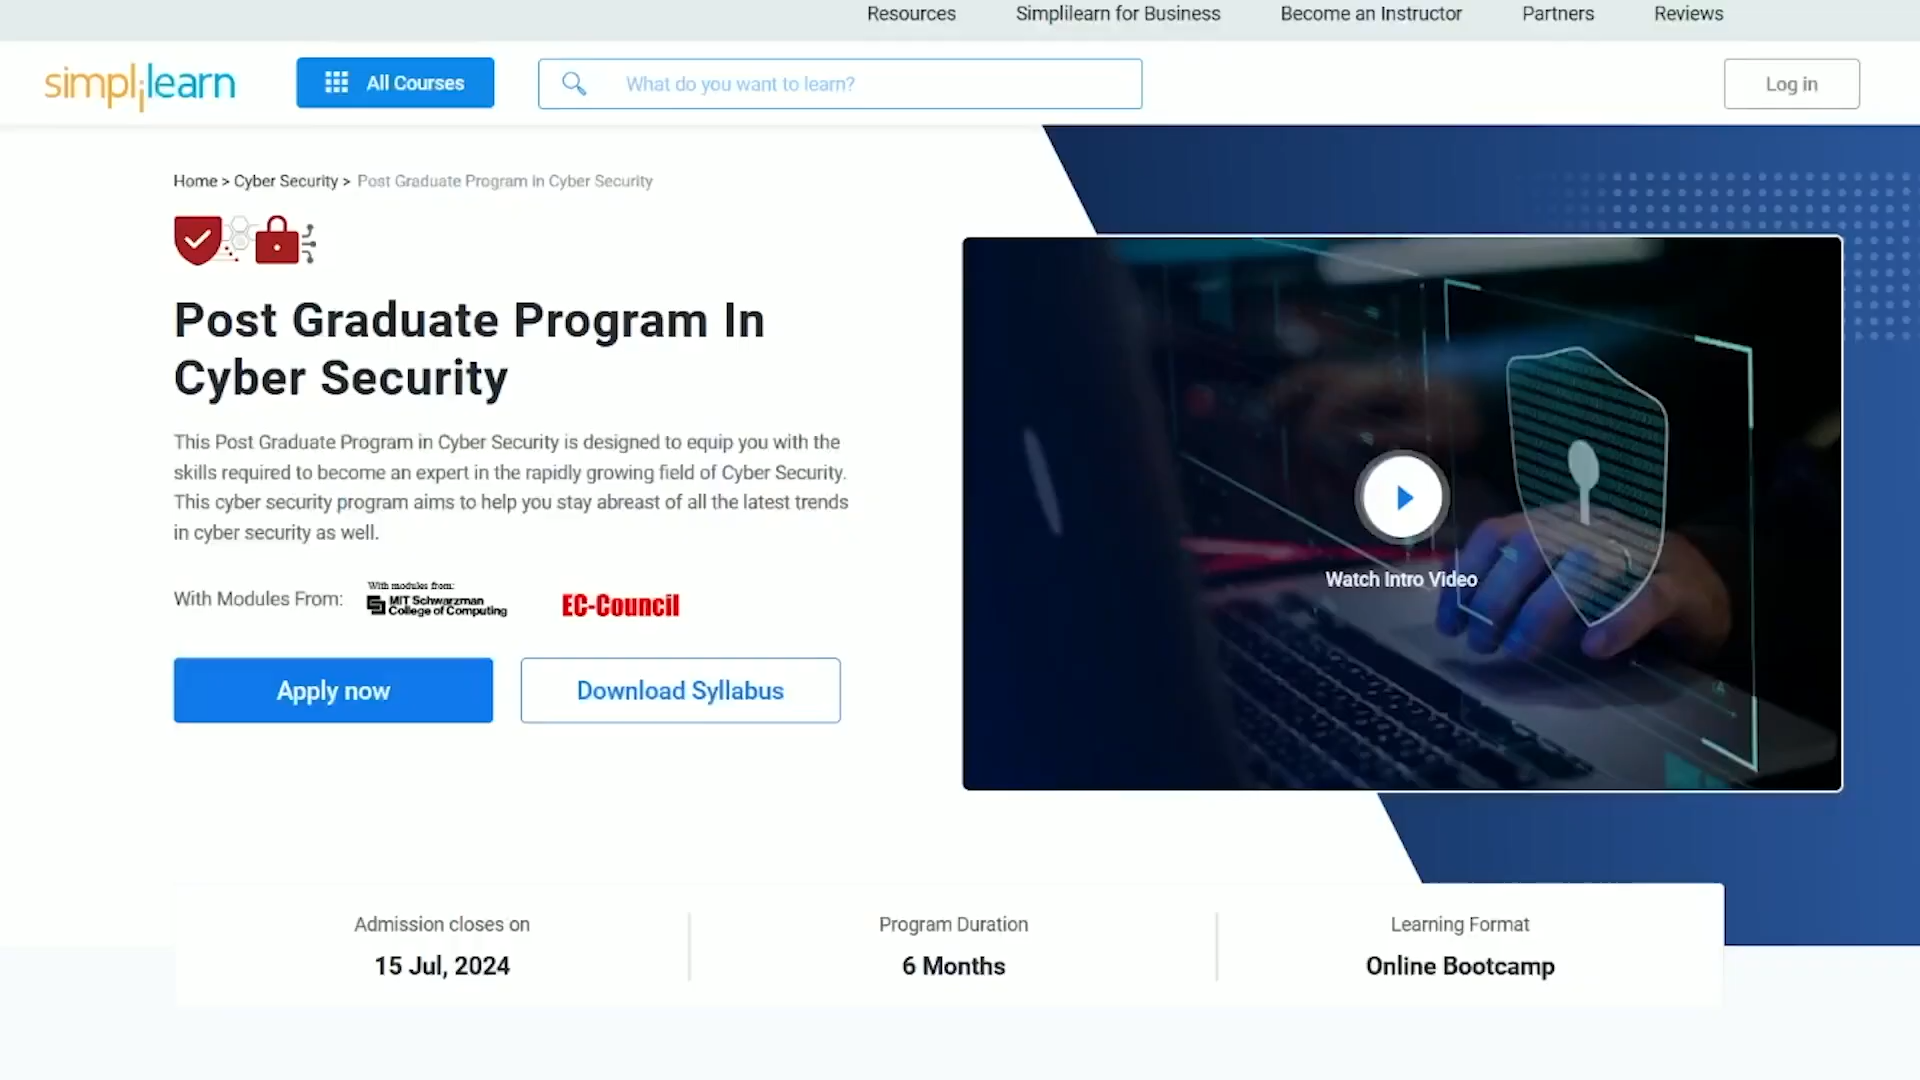 Resources Simplilearn for Business Become an Instructor Partners Reviews
simplilearn All Courses What do you want to learn? Log in
Home > Cyber Security > Post Graduate Program in Cyber Security
Post Graduate Program In
Cyber Security
This Post Graduate Program in Cyber Security is designed to equip you with the
skills required to become an expert in the rapidly growing field of Cyber Security.
This cyber security program aims to help you stay abreast of all the latest trends
in cyber security as well.
Watch Intro Video
With Modules From:
With modules from:
MIT Schwarzman
College of Computing
EC-Council
Apply now Download Syllabus
Admission closes on Program Duration Learning Format
15 Jul, 2024 6 Months Online Bootcamp